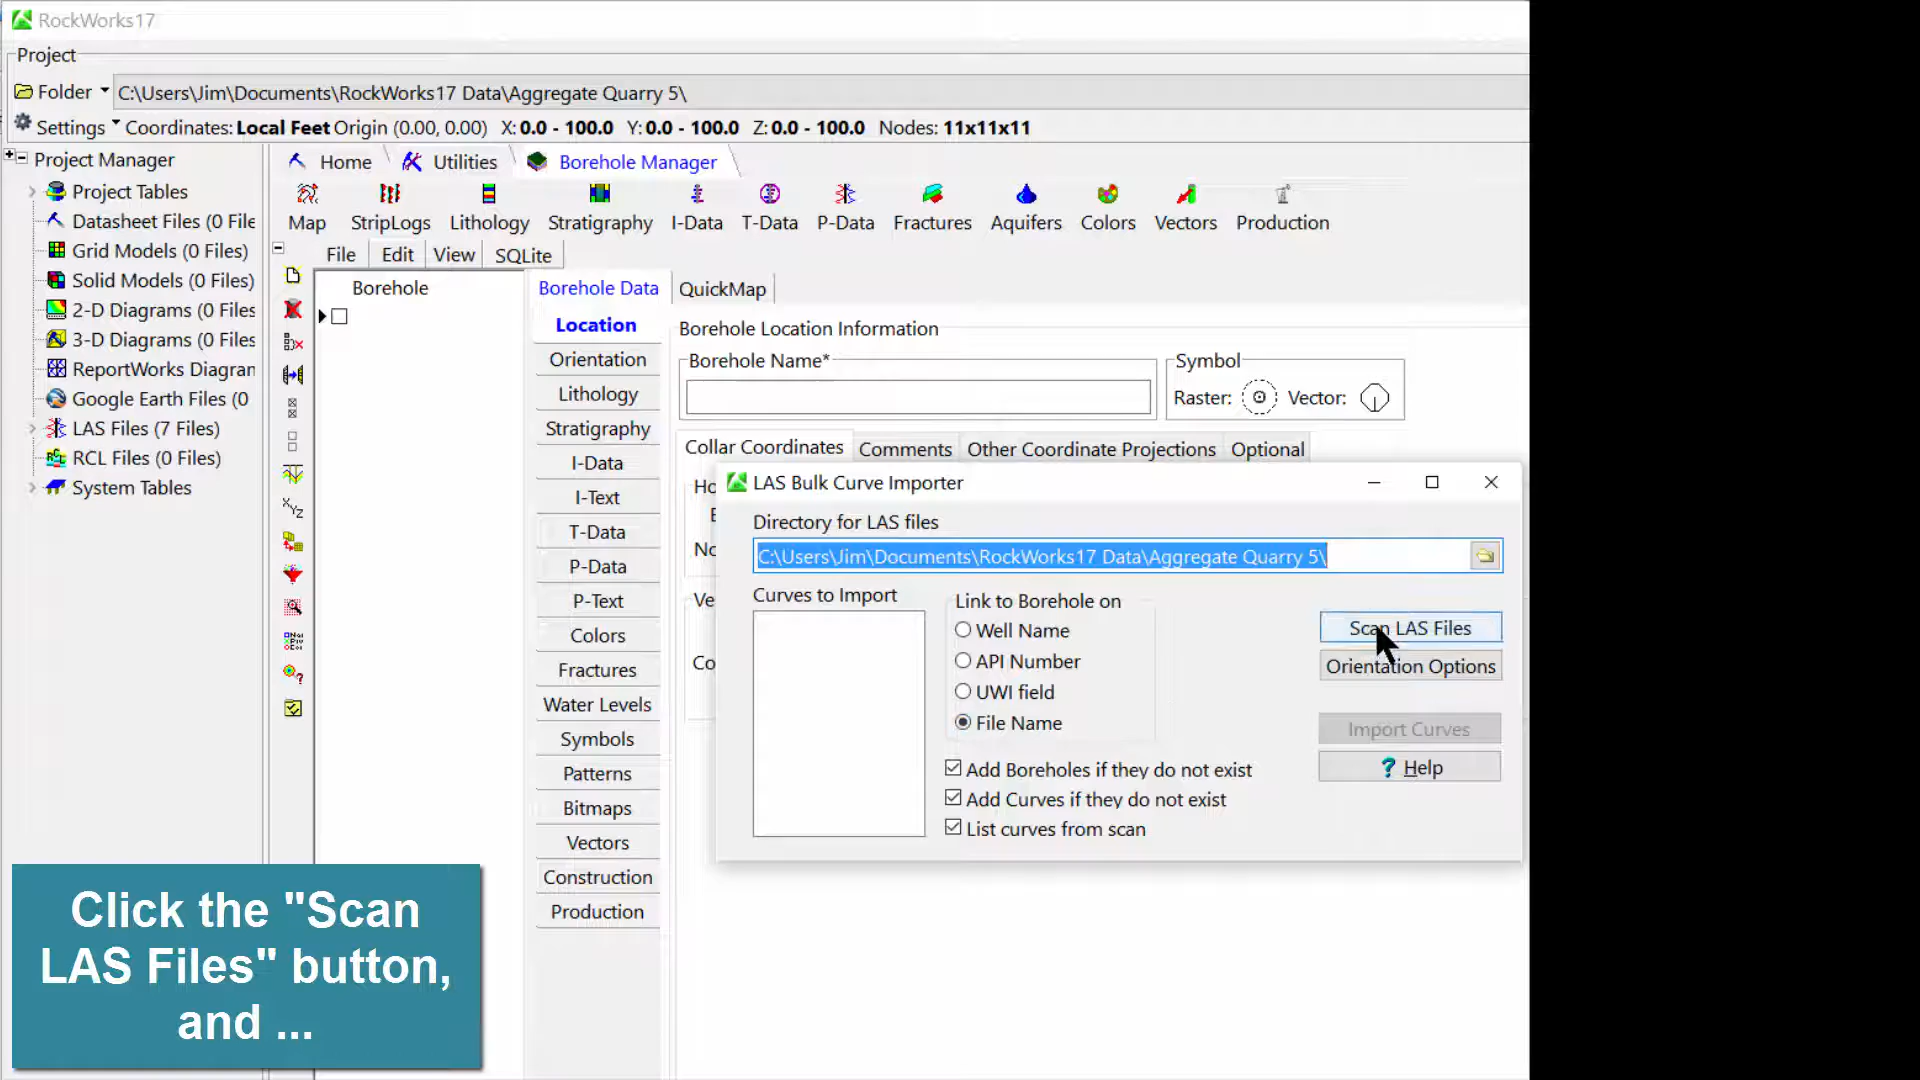 RockWorks17
Project
Folder C:\Users\Jim\Documents\RockWorks17 Data\Aggregate Quarry 5\
Settings Coordinates: Local Feet Origin (0.00, 0.00) X: 0.0 - 100.0 Y: 0.0 - 100.0 Z: 0.0 - 100.0 Nodes: 11x11x11
Project Manager
Project Tables
Datasheet Files (0 File
Grid Models (0 Files)
Solid Models (0 Files)
2-D Diagrams (0 Files
3-D Diagrams (0 Files
ReportWorks Diagran
Google Earth Files (0
LAS Files (7 Files)
RCL Files (0 Files)
System Tables
Home Utilities Borehole Manager
Map StripLogs Lithology Stratigraphy I-Data T-Data P-Data Fractures Aquifers Colors Vectors Production
File Edit View SQLite
Borehole
Borehole Data QuickMap
Location
Orientation
Lithology
Stratigraphy
I-Data
I-Text
T-Data
P-Data
P-Text
Colors
Fractures
Water Levels
Symbols
Patterns
Bitmaps
Vectors
Construction
Production
Borehole Location Information
Borehole Name*
Symbol
Raster: Vector:
Collar Coordinates Comments Other Coordinate Projections Optional
Ho
E
No
Ve
Co
LAS Bulk Curve Importer
Directory for LAS files
C:\Users\Jim\Documents\RockWorks17 Data\Aggregate Quarry 5\
Curves to Import
Link to Borehole on
Well Name
API Number
UWI field
File Name
Add Boreholes if they do not exist
Add Curves if they do not exist
List curves from scan
Scan LAS Files
Orientation Options
Import Curves
? Help
Click the "Scan
LAS Files" button,
and ...